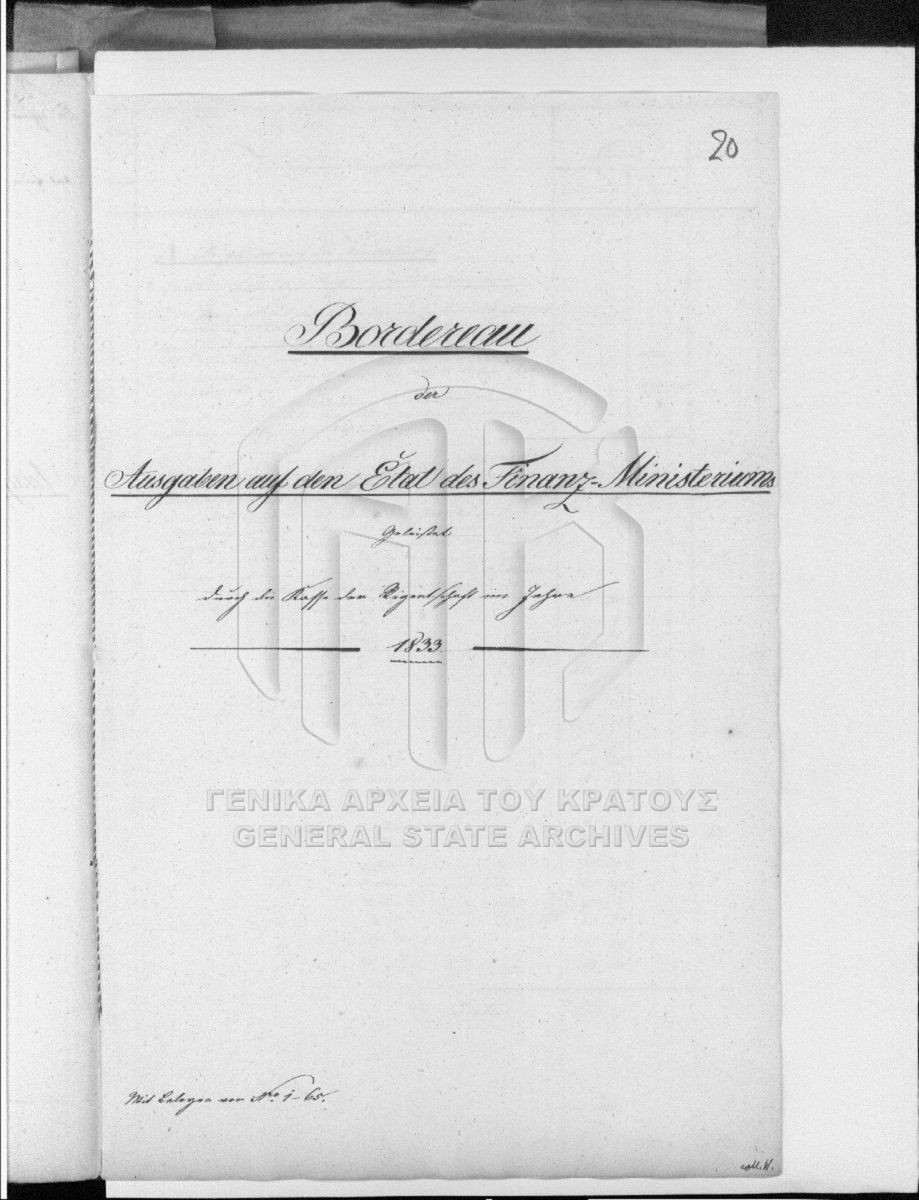 20
Bordereau
der
Ausgaben auf den Etat des Finanz-Ministeriums
geleistet
durch die Kasse der Regentschaft im Jahre
1833.
ΓΕΝΙΚΑ ΑΡΧΕΙΑ ΤΟΥ ΚΡΑΤΟΥΣ
GENERAL STATE ARCHIVES
Mit Belegen von No. 1-65.
coll. W.